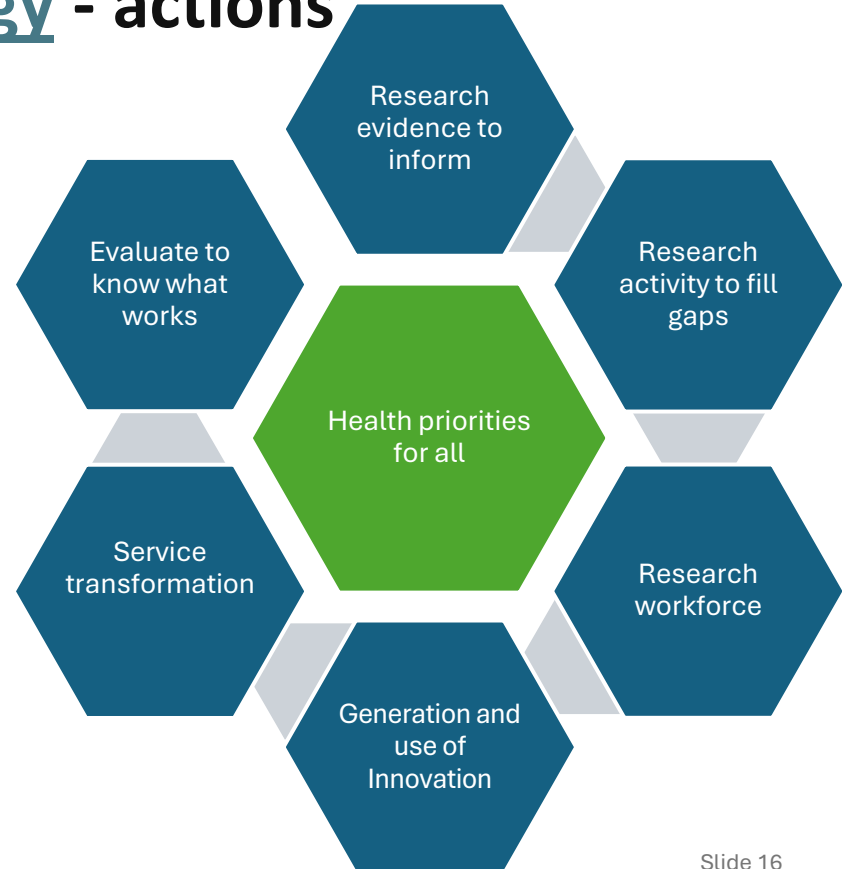 gy - actions
Research
evidence to
inform
Research
activity to fill
gaps
Research
workforce
Generation and
use of
Innovation
Service
transformation
Evaluate to
know what
works
Health priorities
for all
Slide 16